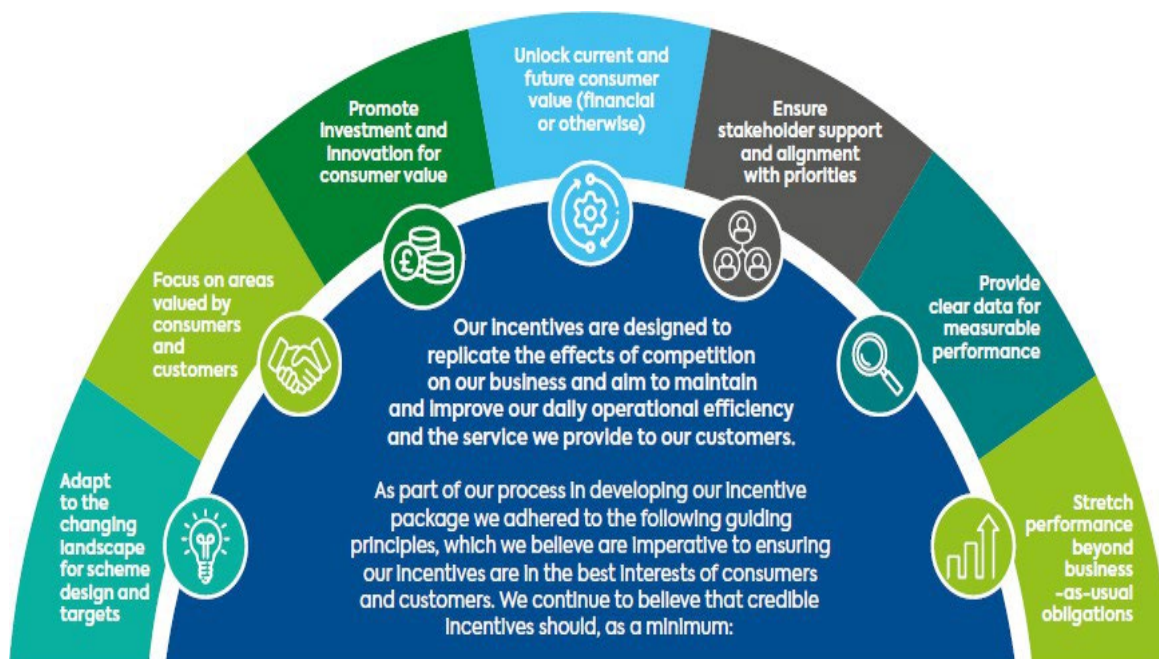 Unlock current and
future consumer
value (financial
or otherwise)
Promote
investment and
innovation for
consumer value
Ensure
stakeholder support
and alignment
with priorities
Focus on areas
valued by
consumers
and
customers
Provide
clear data for
measurable
performance
Adapt
to the
changing
landscape
for scheme
design and
targets
Stretch
performance
beyond
business
-as-usual
obligations
£
Our incentives are designed to
replicate the effects of competition
on our business and aim to maintain
and improve our daily operational efficiency
and the service we provide to our customers.
As part of our process in developing our incentive
package we adhered to the following guiding
principles, which we believe are imperative to ensuring
our incentives are in the best interests of consumers
and customers. We continue to believe that credible
incentives should, as a minimum: